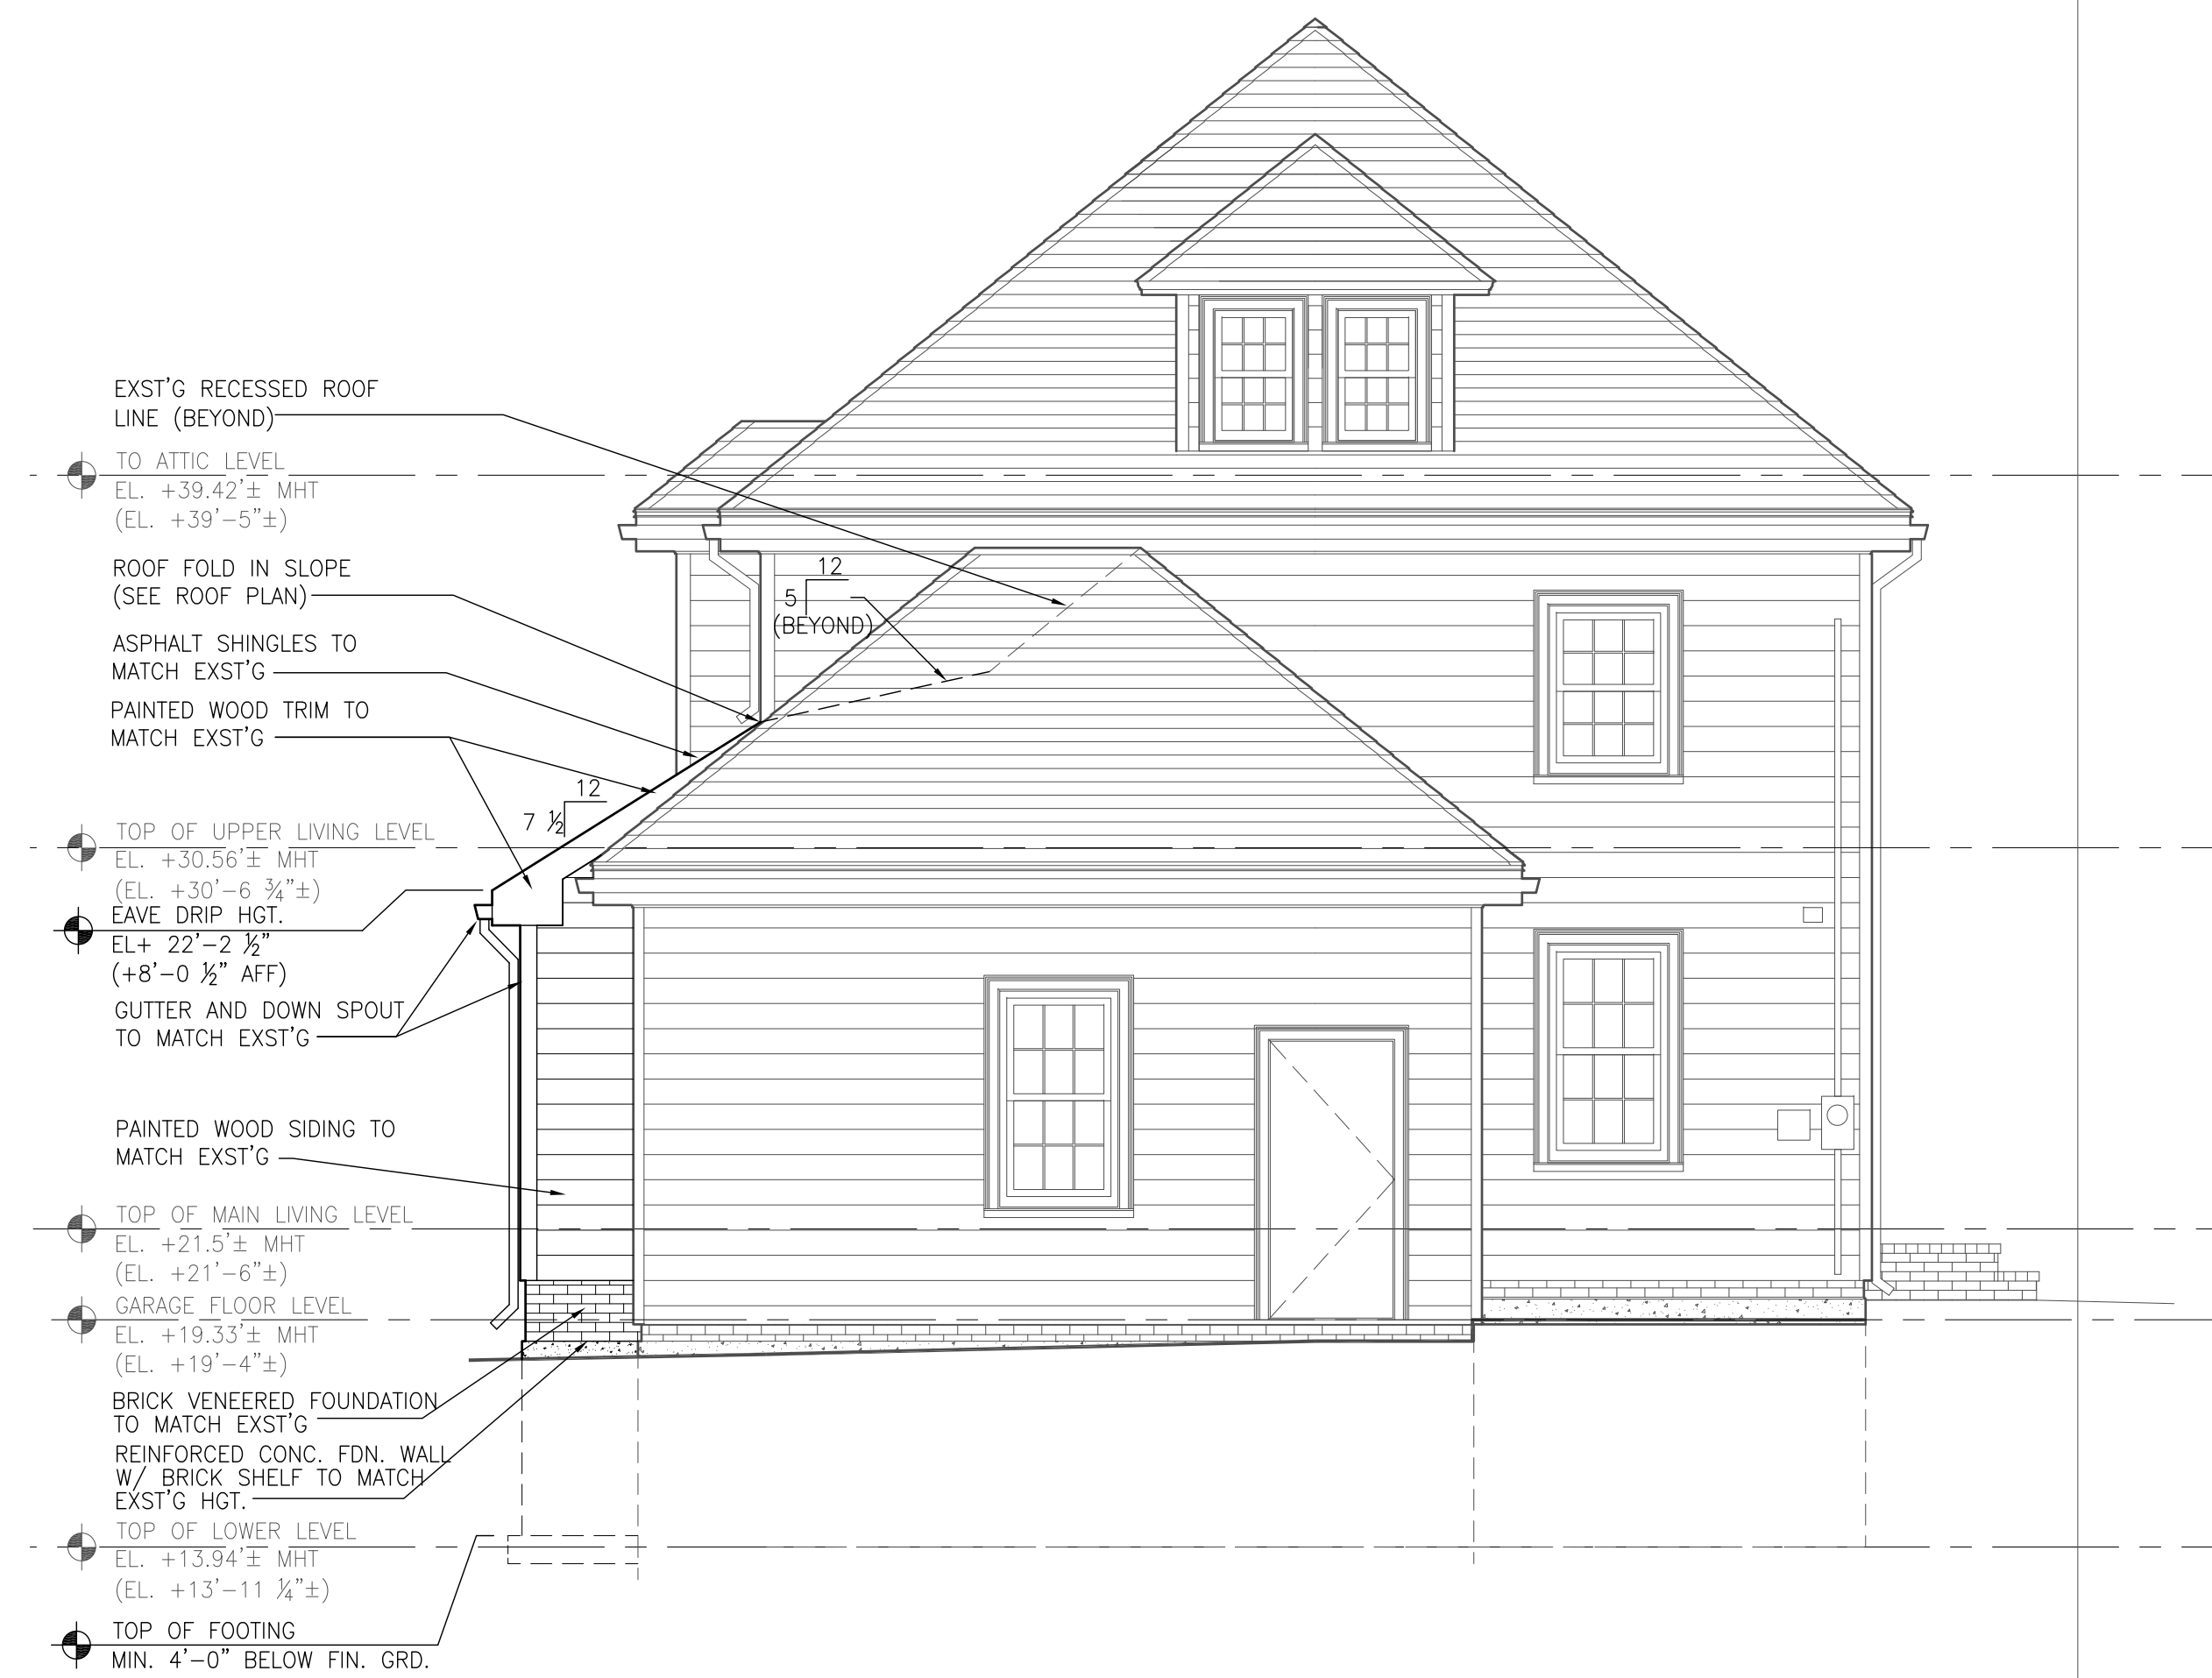 EXST'G RECESSED ROOF
LINE (BEYOND)
TO ATTIC LEVEL
EL. +39.42'± MHT
(EL. +39'-5"±)
ROOF FOLD IN SLOPE
(SEE ROOF PLAN)
12
5
(BEYOND)
ASPHALT SHINGLES TO
MATCH EXST'G
PAINTED WOOD TRIM TO
MATCH EXST'G
12
7 ½
TOP OF UPPER LIVING LEVEL
EL. +30.56'± MHT
(EL. +30'-6 ¾"±)
EAVE DRIP HGT.
EL+ 22'-2 ½"
(+8'-0 ½" AFF)
GUTTER AND DOWN SPOUT
TO MATCH EXST'G
PAINTED WOOD SIDING TO
MATCH EXST'G
TOP OF MAIN LIVING LEVEL
EL. +21.5'± MHT
(EL. +21'-6"±)
GARAGE FLOOR LEVEL
EL. +19.33'± MHT
(EL. +19'-4"±)
BRICK VENEERED FOUNDATION
TO MATCH EXST'G
REINFORCED CONC. FDN. WALL
W/ BRICK SHELF TO MATCH
EXST'G HGT.
TOP OF LOWER LEVEL
EL. +13.94'± MHT
(EL. +13'-11 ¼"±)
TOP OF FOOTING
MIN. 4'-0" BELOW FIN. GRD.